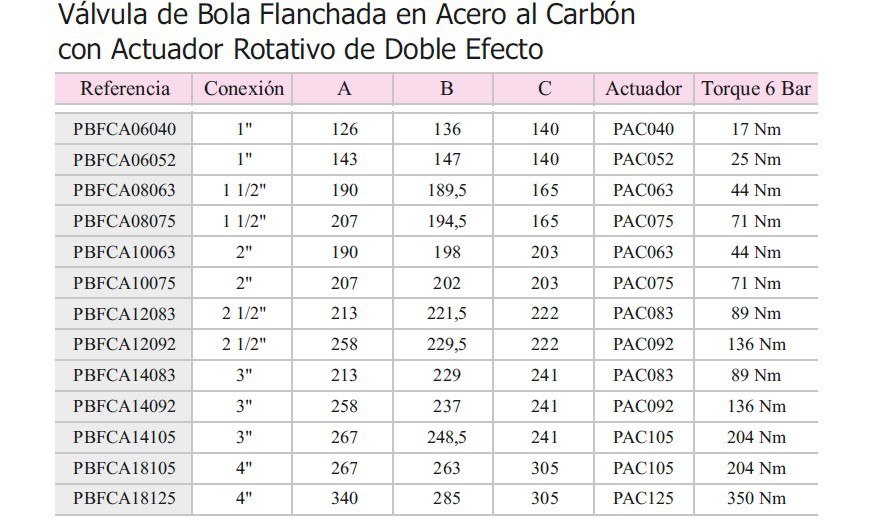 Válvula de Bola Flanchada en Acero al Carbón
con Actuador Rotativo de Doble Efecto
Referencia Conexión A B C Actuador Torque 6 Bar
PBFCA06040 1" 126 136 140 PAC040 17 Nm
PBFCA06052 1" 143 147 140 PAC052 25 Nm
PBFCA08063 1 1/2" 190 189,5 165 PAC063 44 Nm
PBFCA08075 1 1/2" 207 194,5 165 PAC075 71 Nm
PBFCA10063 2" 190 198 203 PAC063 44 Nm
PBFCA10075 2" 207 202 203 PAC075 71 Nm
PBFCA12083 2 1/2" 213 221,5 222 PAC083 89 Nm
PBFCA12092 2 1/2" 258 229,5 222 PAC092 136 Nm
PBFCA14083 3" 213 229 241 PAC083 89 Nm
PBFCA14092 3" 258 237 241 PAC092 136 Nm
PBFCA14105 3" 267 248,5 241 PAC105 204 Nm
PBFCA18105 4" 267 263 305 PAC105 204 Nm
PBFCA18125 4" 340 285 305 PAC125 350 Nm